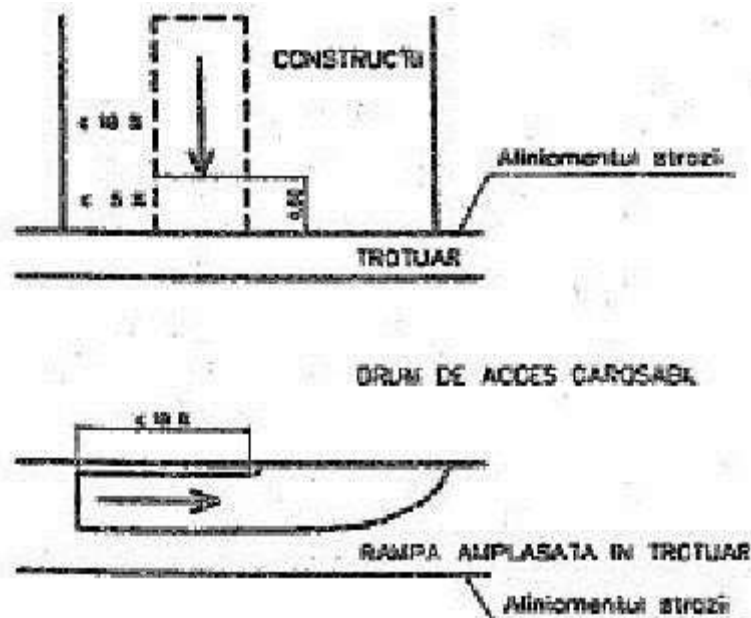 CONSTRUCTII
Aliniamentul strazii
TROTUAR
DRUM DE ACCES CAROSABIL
RAMPA AMPLASATA IN TROTUAR
Aliniamentul strazii